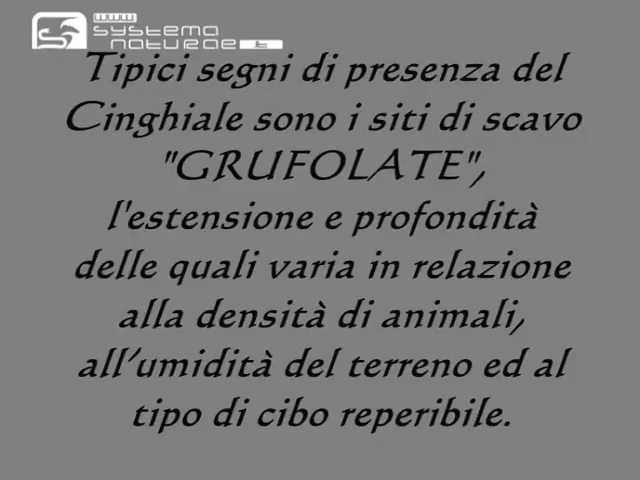 systema
naturae.it
Tipici segni di presenza del
Cinghiale sono i siti di scavo
"GRUFOLATE",
l'estensione e profondità
delle quali varia in relazione
alla densità di animali,
all’umidità del terreno ed al
tipo di cibo reperibile.